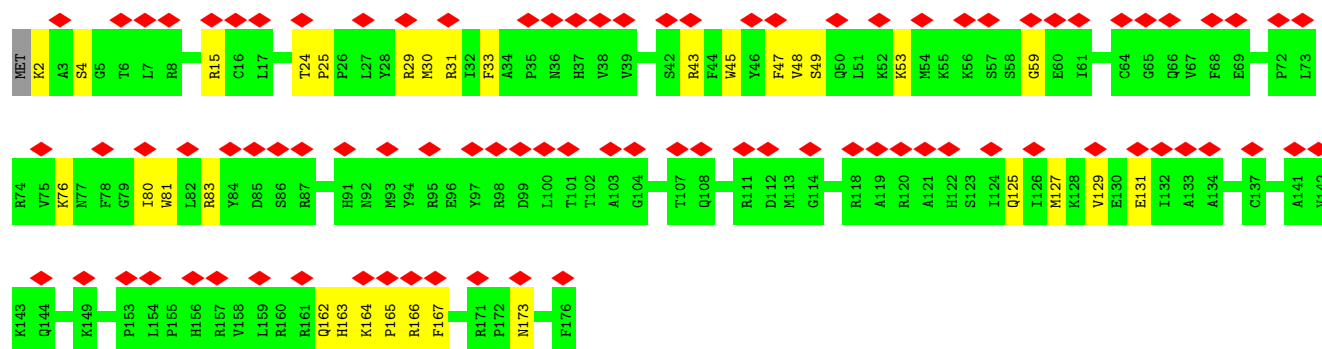 MET K2 A3 S4 G5 T6 L7 R8 R15 C16 L17 T24 P25 P26 L27 Y28 R29 M30 R31 I32 F33 A34 P35 N36 H37 V38 V39 S42 R43 F44 W45 Y46 F47 V48 S49 Q50 L51 K52 K53 M54 K55 K56 S57 S58 G59 E60 I61 C64 G65 Q66 V67 F68 E69 P72 L73
R74 V75 K76 N77 F78 G79 I80 W81 L82 R83 Y84 D85 S86 R87 H91 N92 M93 Y94 R95 E96 Y97 R98 D99 L100 T101 T102 A103 G104 T107 Q108 R111 D112 M113 G114 R118 A119 R120 A121 H122 S123 I124 Q125 I126 M127 K128 V129 E130 E131 I132 A133 A134 C137 A141 V142
K143 Q144 K149 P153 L154 P155 H156 R157 V158 L159 R160 R161 Q162 H163 K164 P165 R166 F167 R171 P172 N173 F176